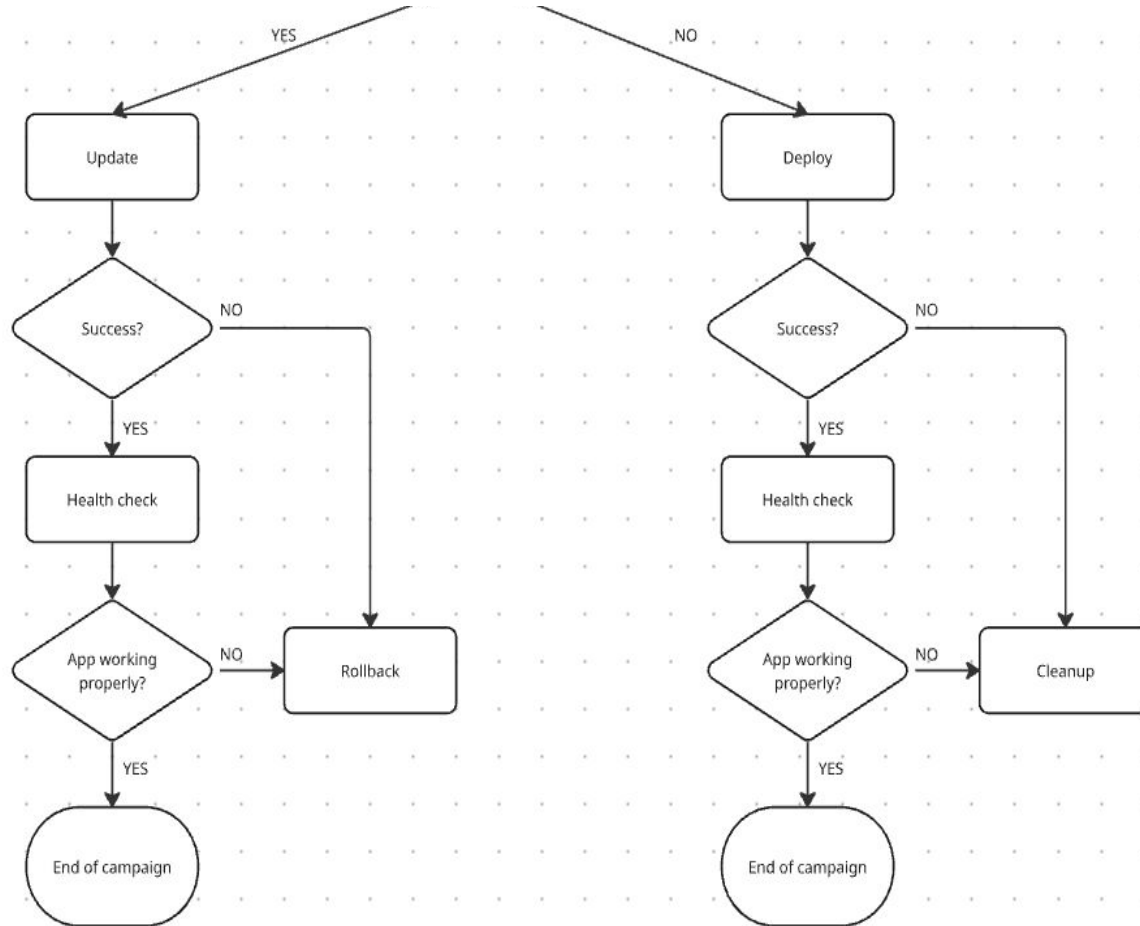 YES
NO
Update
Deploy
Success?
NO
Success?
NO
YES
YES
Health check
Health check
App working
properly?
NO
Rollback
App working
properly?
NO
Cleanup
YES
YES
End of campaign
End of campaign